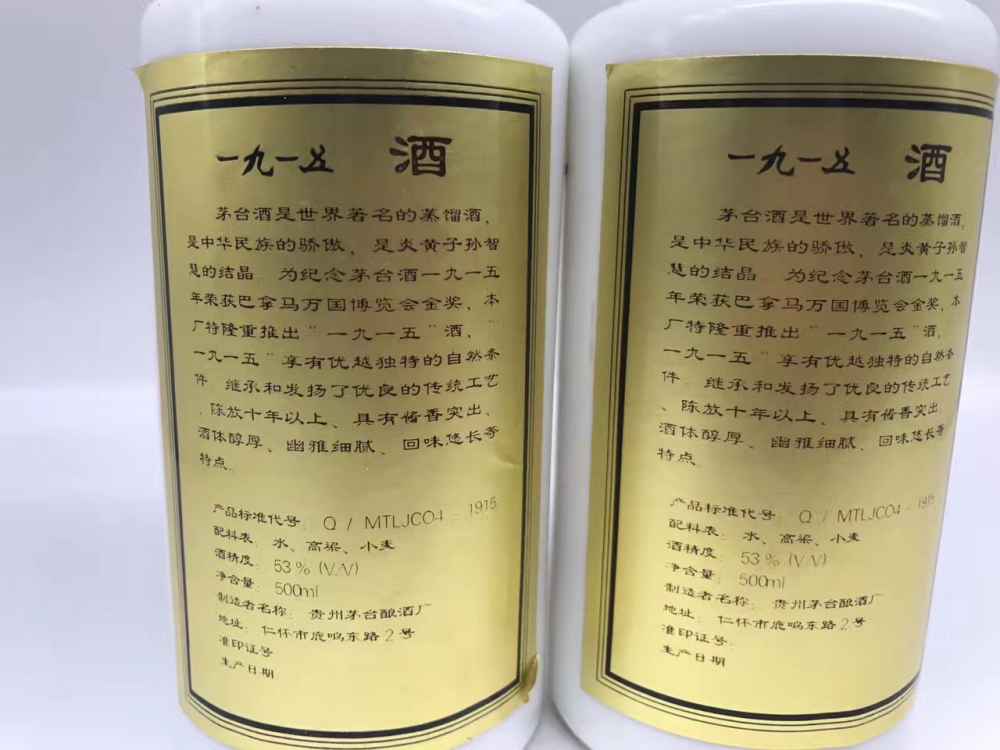 一九一五 酒
茅台酒是世界著名的蒸馏酒，
是中华民族的骄傲，是炎黄子孙智
慧的结晶 为纪念茅台酒一九一五
年荣获巴拿马万国博览会金奖，本
厂特隆重推出“一九一五”酒，“
一九一五”享有优越独特的自然条
件 继承和发扬了优良的传统工艺
、陈放十年以上、具有酱香突出、
酒体醇厚、幽雅细腻、回味悠长等
特点
产品标准代号： Q / MTLJC04 - 1915
配料表：水、高粱、小麦
酒精度：53％（V/V）
净含量：500ml
制造者名称：贵州茅台酿酒厂
地址：仁怀市鹿鸣东路2号
准印证号
生产日期
一九一五 酒
茅台酒是世界著名的蒸馏酒，
是中华民族的骄傲，是炎黄子孙智
慧的结晶 为纪念茅台酒一九一五
年荣获巴拿马万国博览会金奖，本
厂特隆重推出“一九一五”酒，
一九一五”享有优越独特的自然条
件 继承和发扬了优良的传统工艺
、陈放十年以上、具有酱香突出、
酒体醇厚、幽雅细腻、回味悠长等
特点
产品标准代号： Q / MTLJC04 - 1915
配料表：水、高粱、小麦
酒精度：53％（V/V）
净含量：500ml
制造者名称：贵州茅台酿酒厂
地址：仁怀市鹿鸣东路2号
准印证号：
生产日期